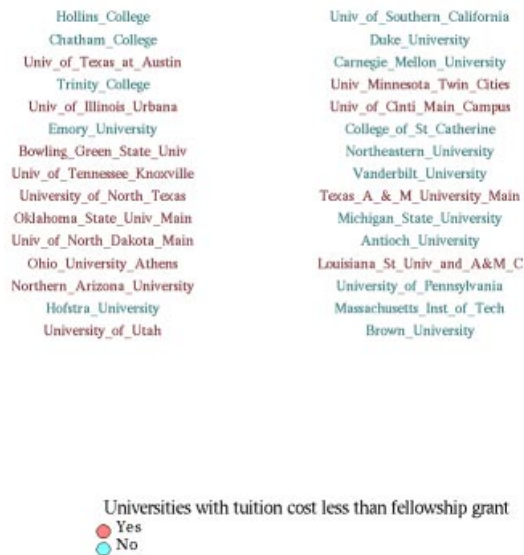 Hollins_College
Chatham_College
Univ_of_Texas_at_Austin
Trinity_College
Univ_of_Illinois_Urbana
Emory_University
Bowling_Green_State_Univ
Univ_of_Tennessee_Knoxville
University_of_North_Texas
Oklahoma_State_Univ_Main
Univ_of_North_Dakota_Main
Ohio_University_Athens
Northern_Arizona_University
Hofstra_University
University_of_Utah
Univ_of_Southern_California
Duke_University
Carnegie_Mellon_University
Univ_Minnesota_Twin_Cities
Univ_of_Cinti_Main_Campus
College_of_St_Catherine
Northeastern_University
Vanderbilt_University
Texas_A_&_M_University_Main
Michigan_State_University
Antioch_University
Louisiana_St_Univ_and_A&M_C
University_of_Pennsylvania
Massachusetts_Inst_of_Tech
Brown_University
Universities with tuition cost less than fellowship grant
Yes
No